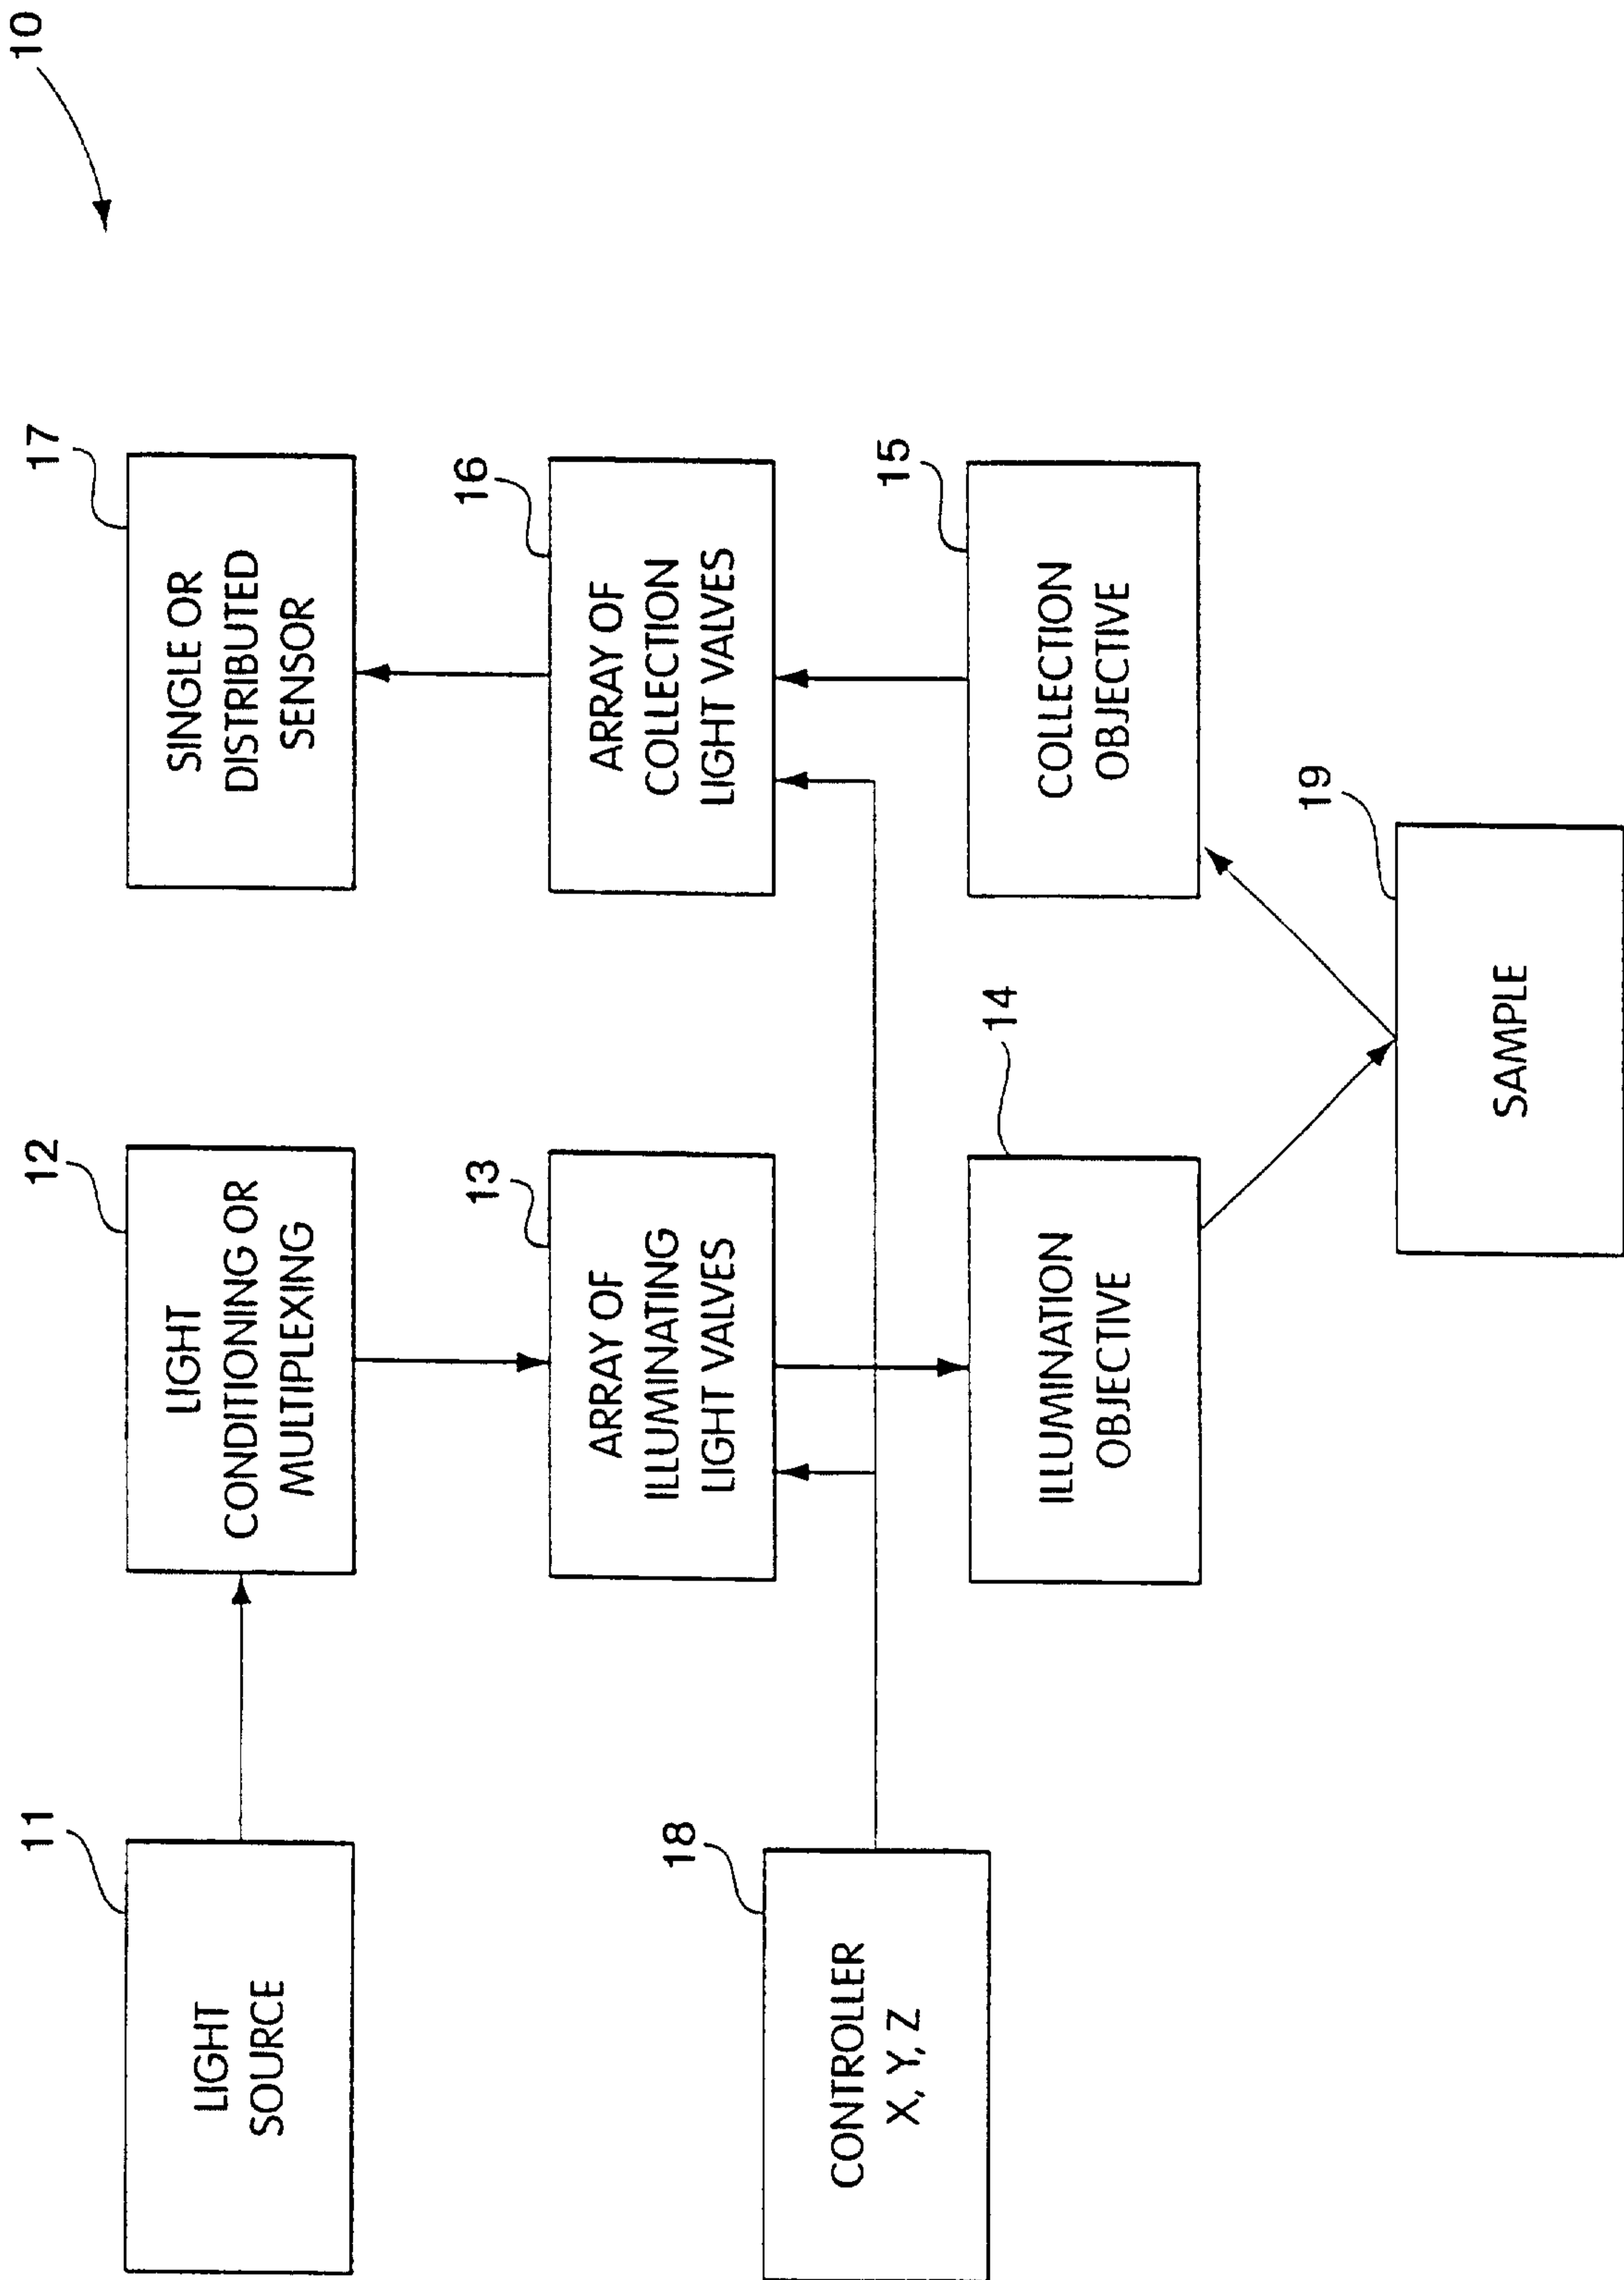 10
11
LIGHT
SOURCE
12
LIGHT
CONDITIONING OR
MULTIPLEXING
17
SINGLE OR
DISTRIBUTED
SENSOR
13
ARRAY OF
ILLUMINATING
LIGHT VALVES
16
ARRAY OF
COLLECTION
LIGHT VALVES
18
CONTROLLER
X, Y, Z
14
ILLUMINATION
OBJECTIVE
15
COLLECTION
OBJECTIVE
19
SAMPLE